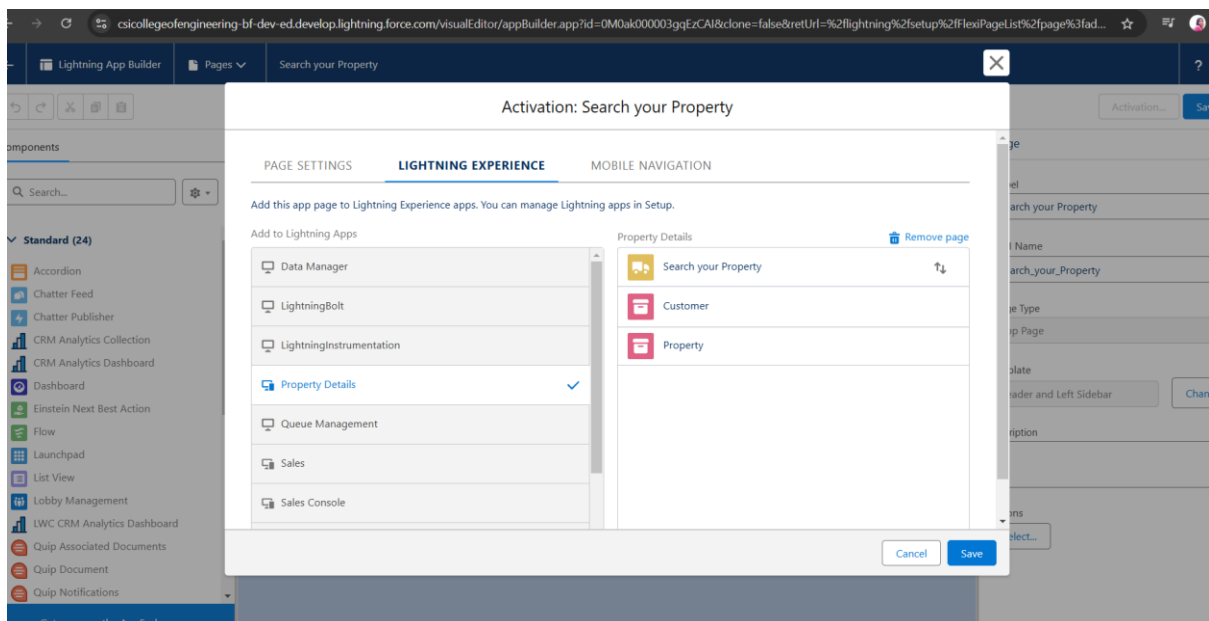 csicollegeofengineering-bf-dev-ed.develop.lightning.force.com/visualEditor/appBuilder.app?id=0M0ak000003gqEzCAI&clone=false&retUrl=%2flightning%2fsetup%2fFlexiPageList%2fpage%3fad...
Lightning App Builder
Pages
Search your Property
?
Activation: Search your Property
Activation...
Sa
omponents
ge
PAGE SETTINGS
LIGHTNING EXPERIENCE
MOBILE NAVIGATION
Search...
el
Add this app page to Lightning Experience apps. You can manage Lightning apps in Setup.
arch your Property
Add to Lightning Apps
Property Details
Remove page
Standard (24)
Name
Data Manager
Search your Property
Accordion
arch_your_Property
Chatter Feed
LightningBolt
Customer
ge Type
Chatter Publisher
p Page
CRM Analytics Collection
LightningInstrumentation
Property
CRM Analytics Dashboard
plate
Dashboard
Property Details
eader and Left Sidebar
Chan
Einstein Next Best Action
Flow
Queue Management
ription
Launchpad
Sales
List View
Lobby Management
Sales Console
ons
LWC CRM Analytics Dashboard
elect...
Quip Associated Documents
Cancel
Save
Quip Document
Quip Notifications